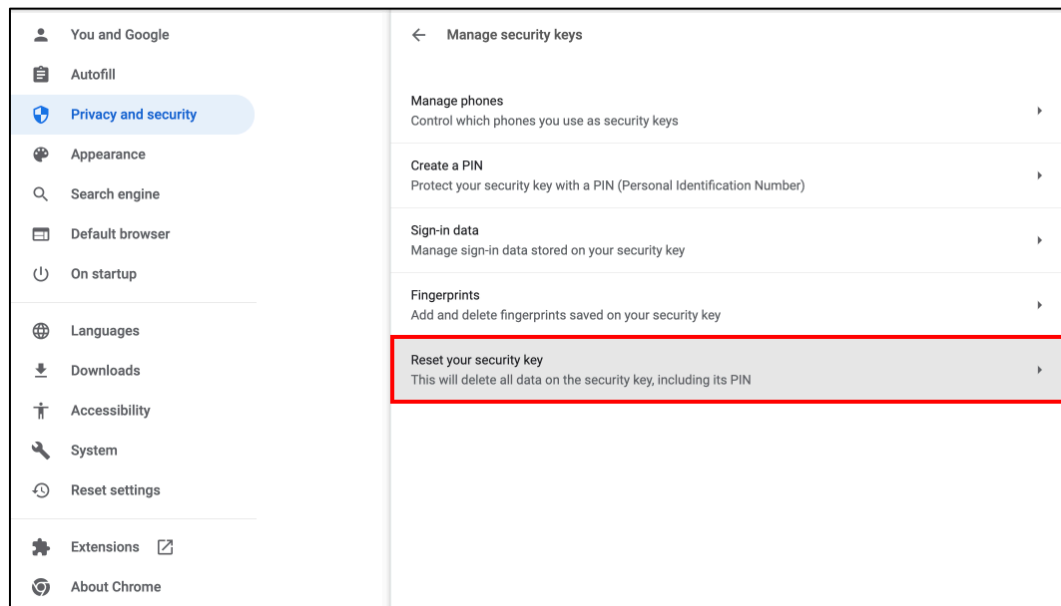 You and Google
Autofill
Privacy and security
Appearance
Search engine
Default browser
On startup
Languages
Downloads
Accessibility
System
Reset settings
Extensions
About Chrome
Manage security keys
Manage phones
Control which phones you use as security keys
Create a PIN
Protect your security key with a PIN (Personal Identification Number)
Sign-in data
Manage sign-in data stored on your security key
Fingerprints
Add and delete fingerprints saved on your security key
Reset your security key
This will delete all data on the security key, including its PIN